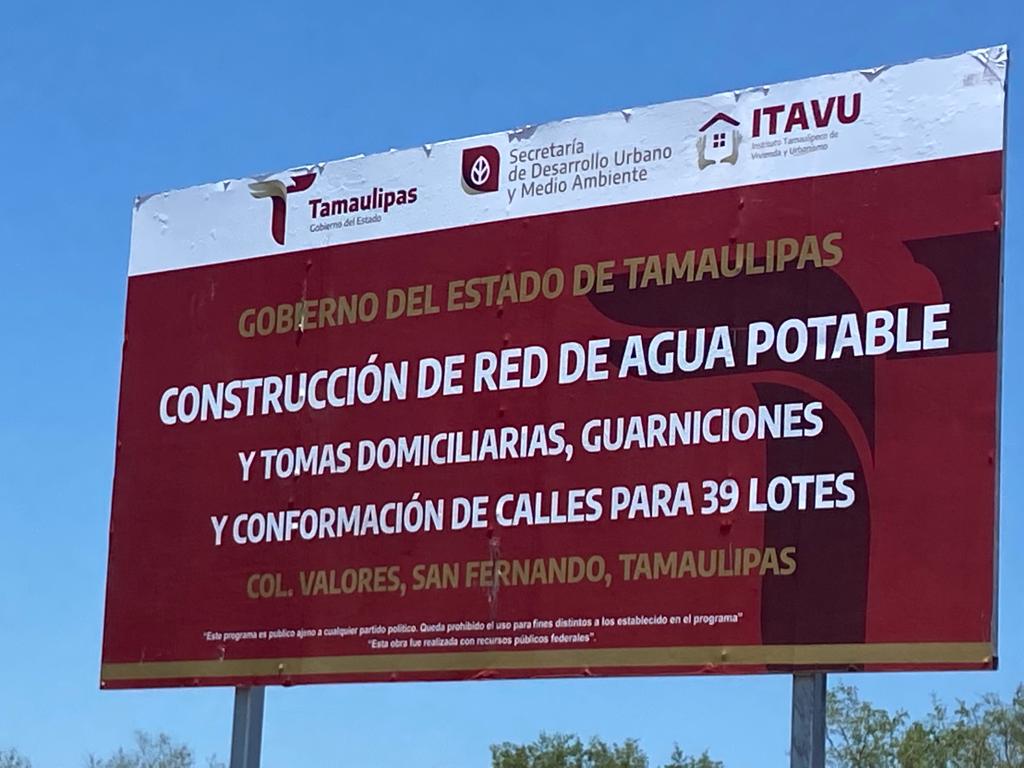 Tamaulipas
Gobierno del Estado
Secretaría
de Desarrollo Urbano
y Medio Ambiente
ITAVU
Instituto Tamaulipeco de
Vivienda y Urbanismo
GOBIERNO DEL ESTADO DE TAMAULIPAS
CONSTRUCCIÓN DE RED DE AGUA POTABLE
Y TOMAS DOMICILIARIAS, GUARNICIONES
Y CONFORMACIÓN DE CALLES PARA 39 LOTES
COL. VALORES, SAN FERNANDO, TAMAULIPAS
"Este programa es publico ajeno a cualquier partido político. Queda prohibido el uso para fines distintos a los establecido en el programa"
"Esta obra fue realizada con recursos públicos federales".